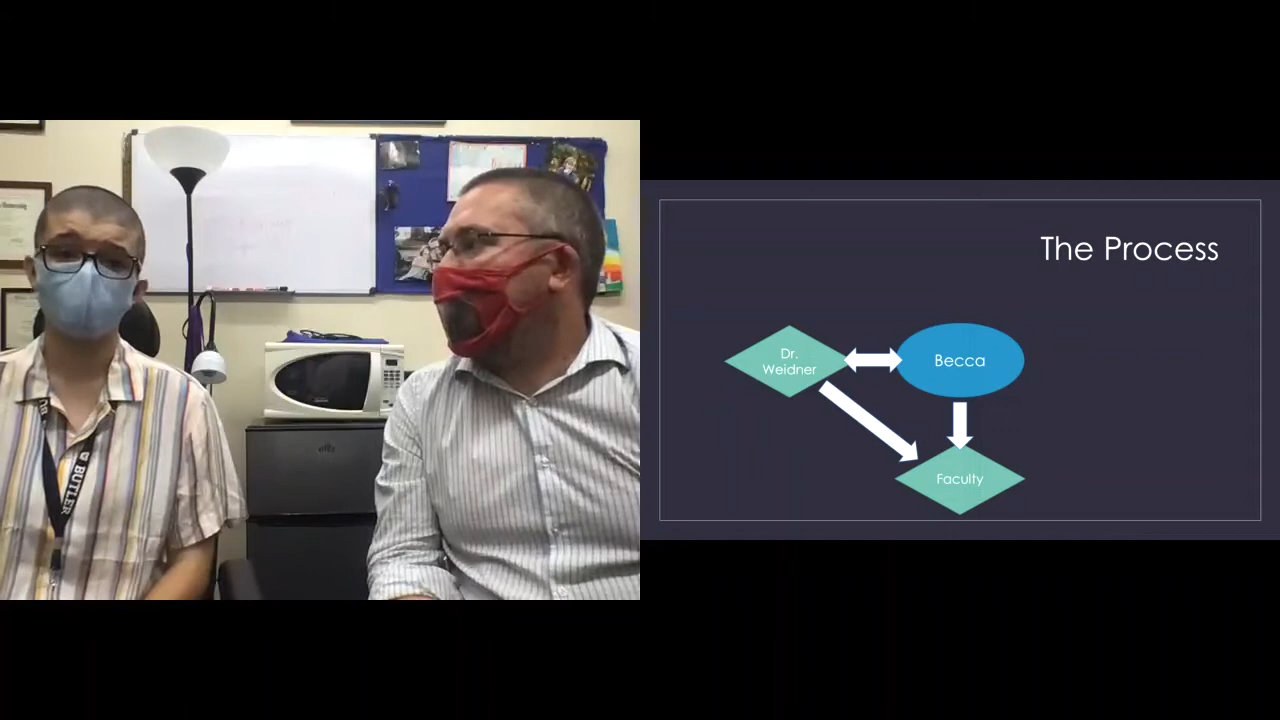 BUTLER
The Process
Dr.
Weidner
Becca
Faculty